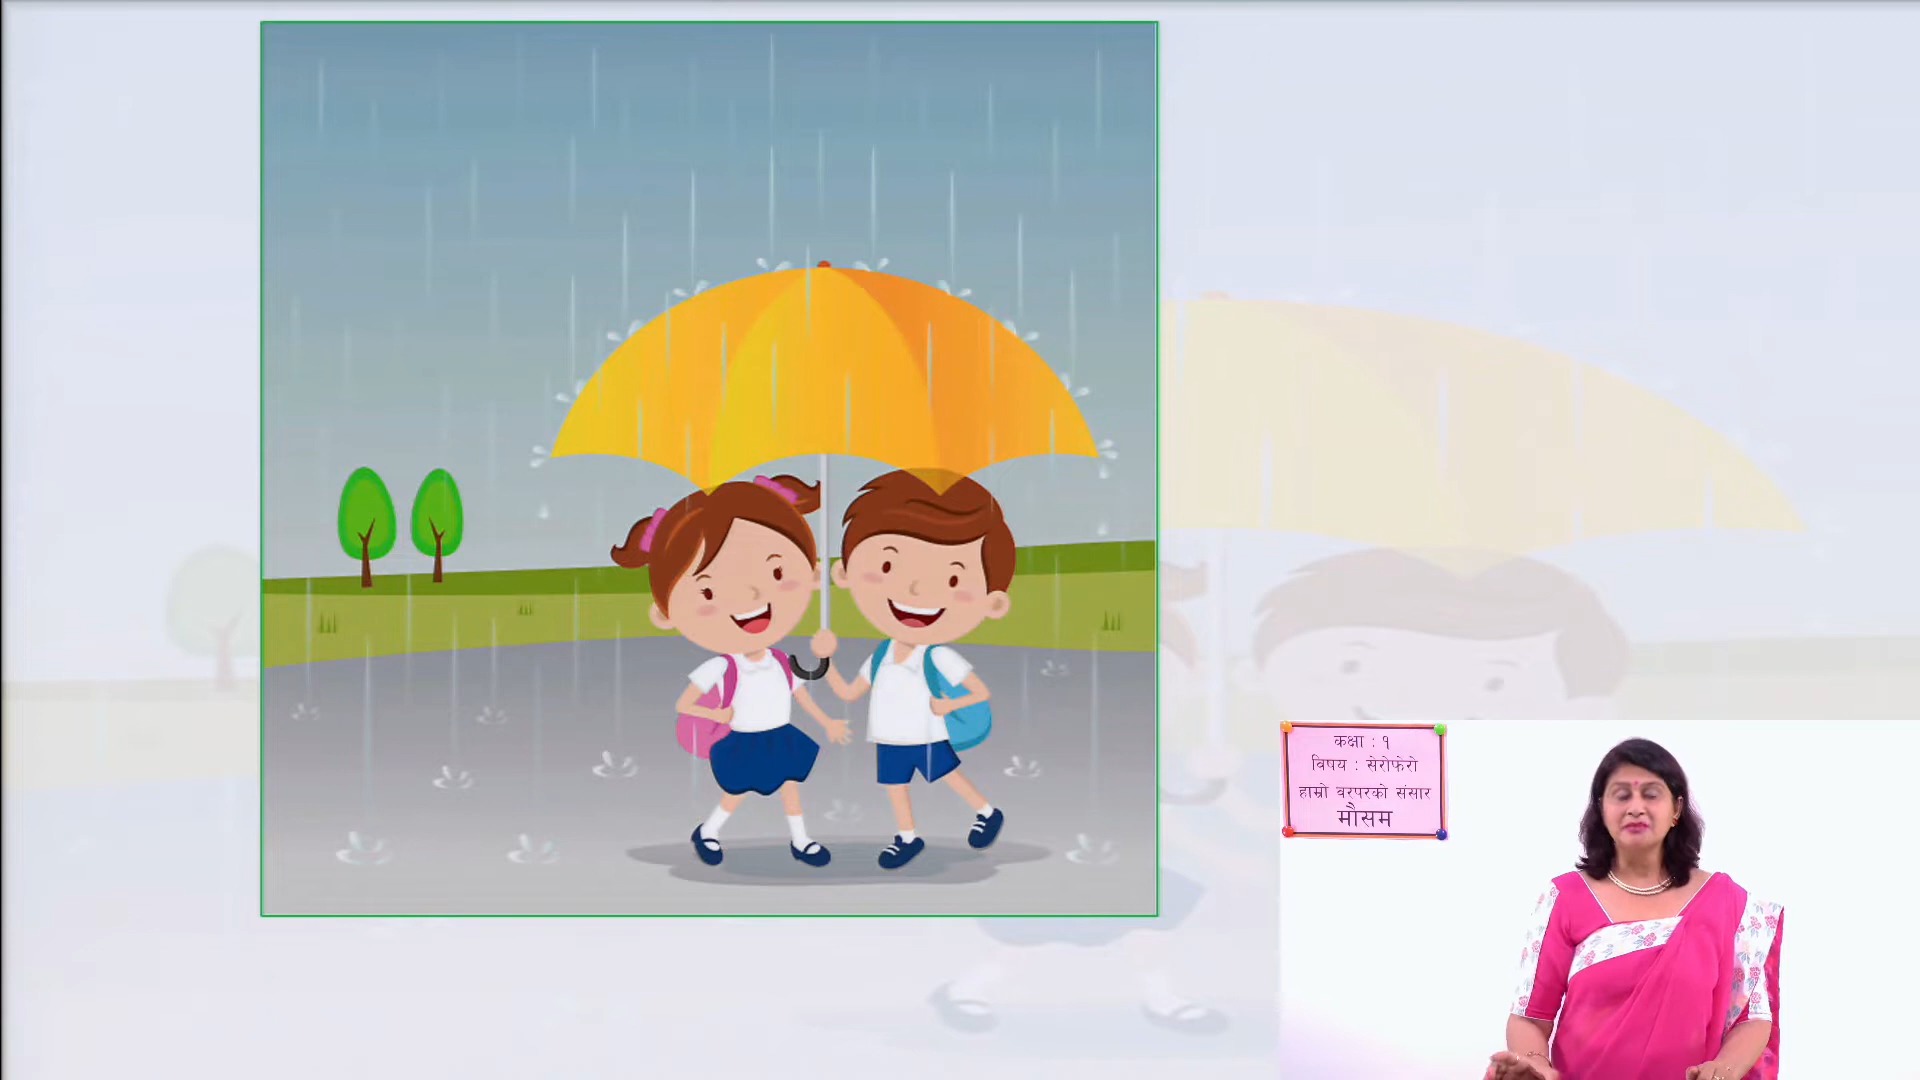 कक्षा : १
विषय : सेरोफेरो
हाम्रो वरपरको संसार
मौसम